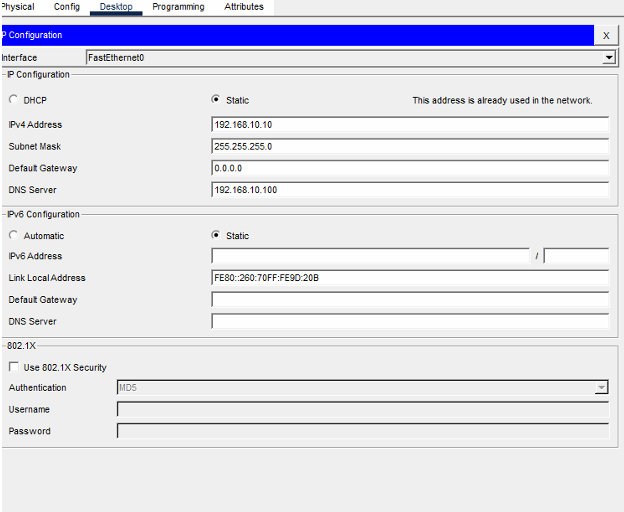 Physical Config Desktop Programming Attributes
IP Configuration X
Interface FastEthernet0
IP Configuration
DHCP Static This address is already used in the network.
IPv4 Address 192.168.10.10
Subnet Mask 255.255.255.0
Default Gateway 0.0.0.0
DNS Server 192.168.10.100
IPv6 Configuration
Automatic Static
IPv6 Address /
Link Local Address FE80::260:70FF:FE9D:20B
Default Gateway
DNS Server
802.1X
Use 802.1X Security
Authentication MD5
Username
Password